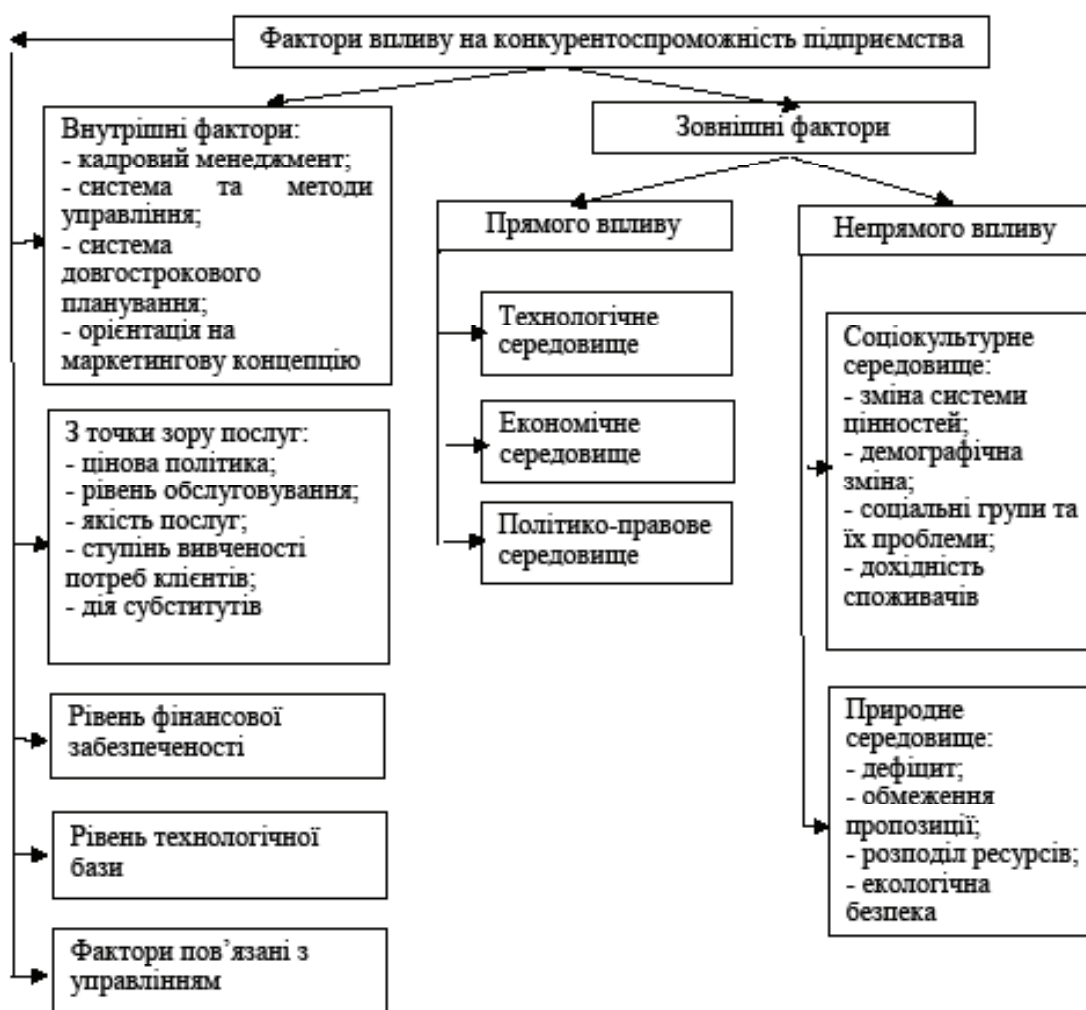 Фактори впливу на конкурентоспроможність підприємства
Внутрішні фактори:
- кадровий менеджмент;
- система та методи
управління;
- система
довгострокового
планування;
- орієнтація на
маркетингову концепцію
З точки зору послуг:
- цінова політика;
- рівень обслуговування;
- якість послуг;
- ступінь вивченості
потреб клієнтів;
- дія субститутів
Рівень фінансової
забезпеченості
Рівень технологічної
бази
Фактори пов’язані з
управлінням
Зовнішні фактори
Прямого впливу
Технологічне
середовище
Економічне
середовище
Політико-правове
середовище
Непрямого впливу
Соціокультурне
середовище:
- зміна системи
цінностей;
- демографічна
зміна;
- соціальні групи та
їх проблеми;
- дохідність
споживачів
Природне
середовище:
- дефіцит;
- обмеження
пропозиції;
- розподіл ресурсів;
- екологічна
безпека